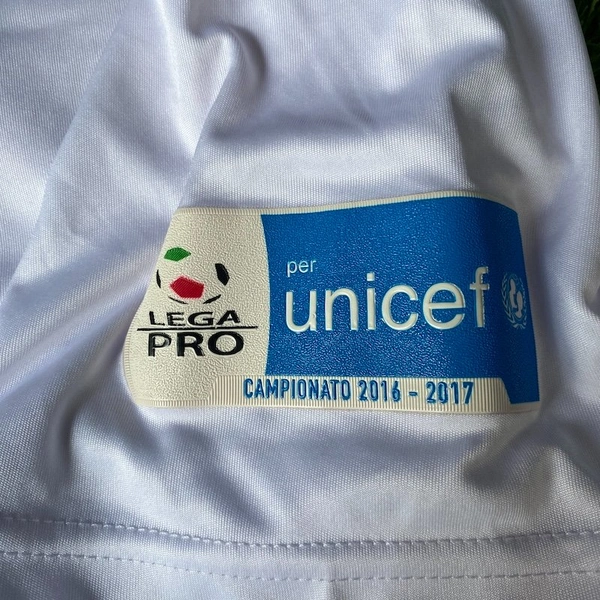 LEGA
PRO
per
unicef
CAMPIONATO 2016 - 2017